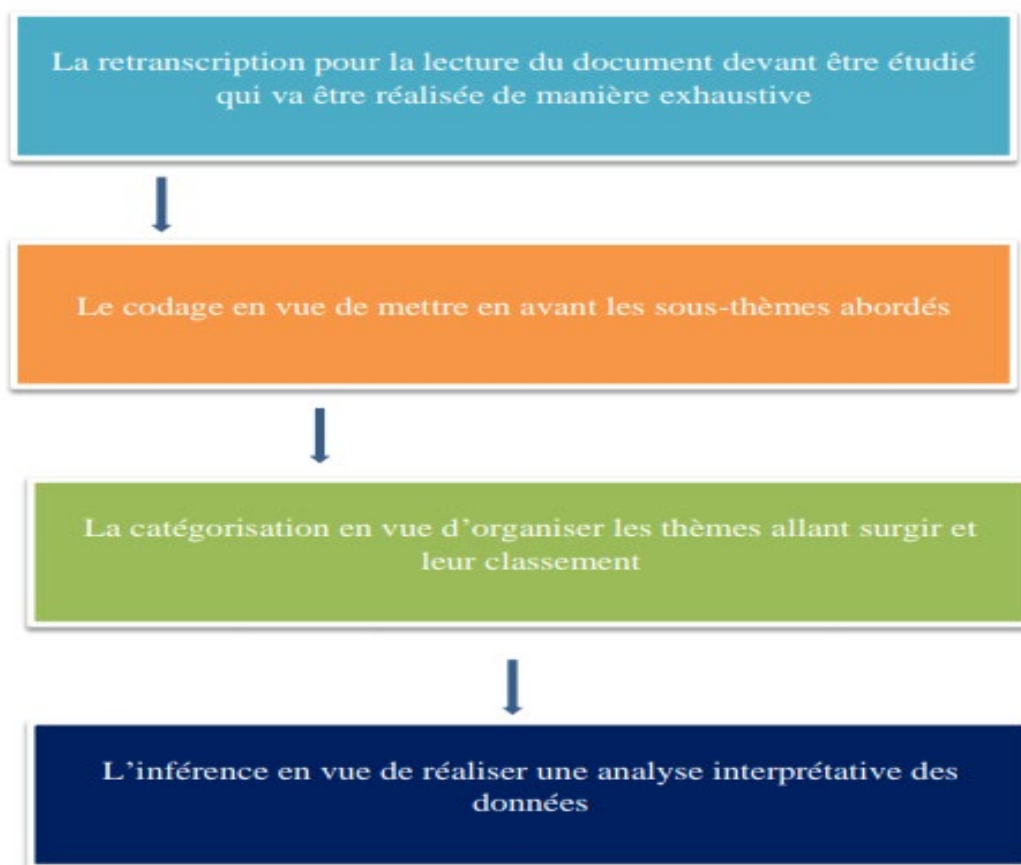 La retranscription pour la lecture du document devant être étudié
qui va être réalisée de manière exhaustive
Le codage en vue de mettre en avant les sous-thèmes abordés
La catégorisation en vue d’organiser les thèmes allant surgir et
leur classement
L’inférence en vue de réaliser une analyse interprétative des
données